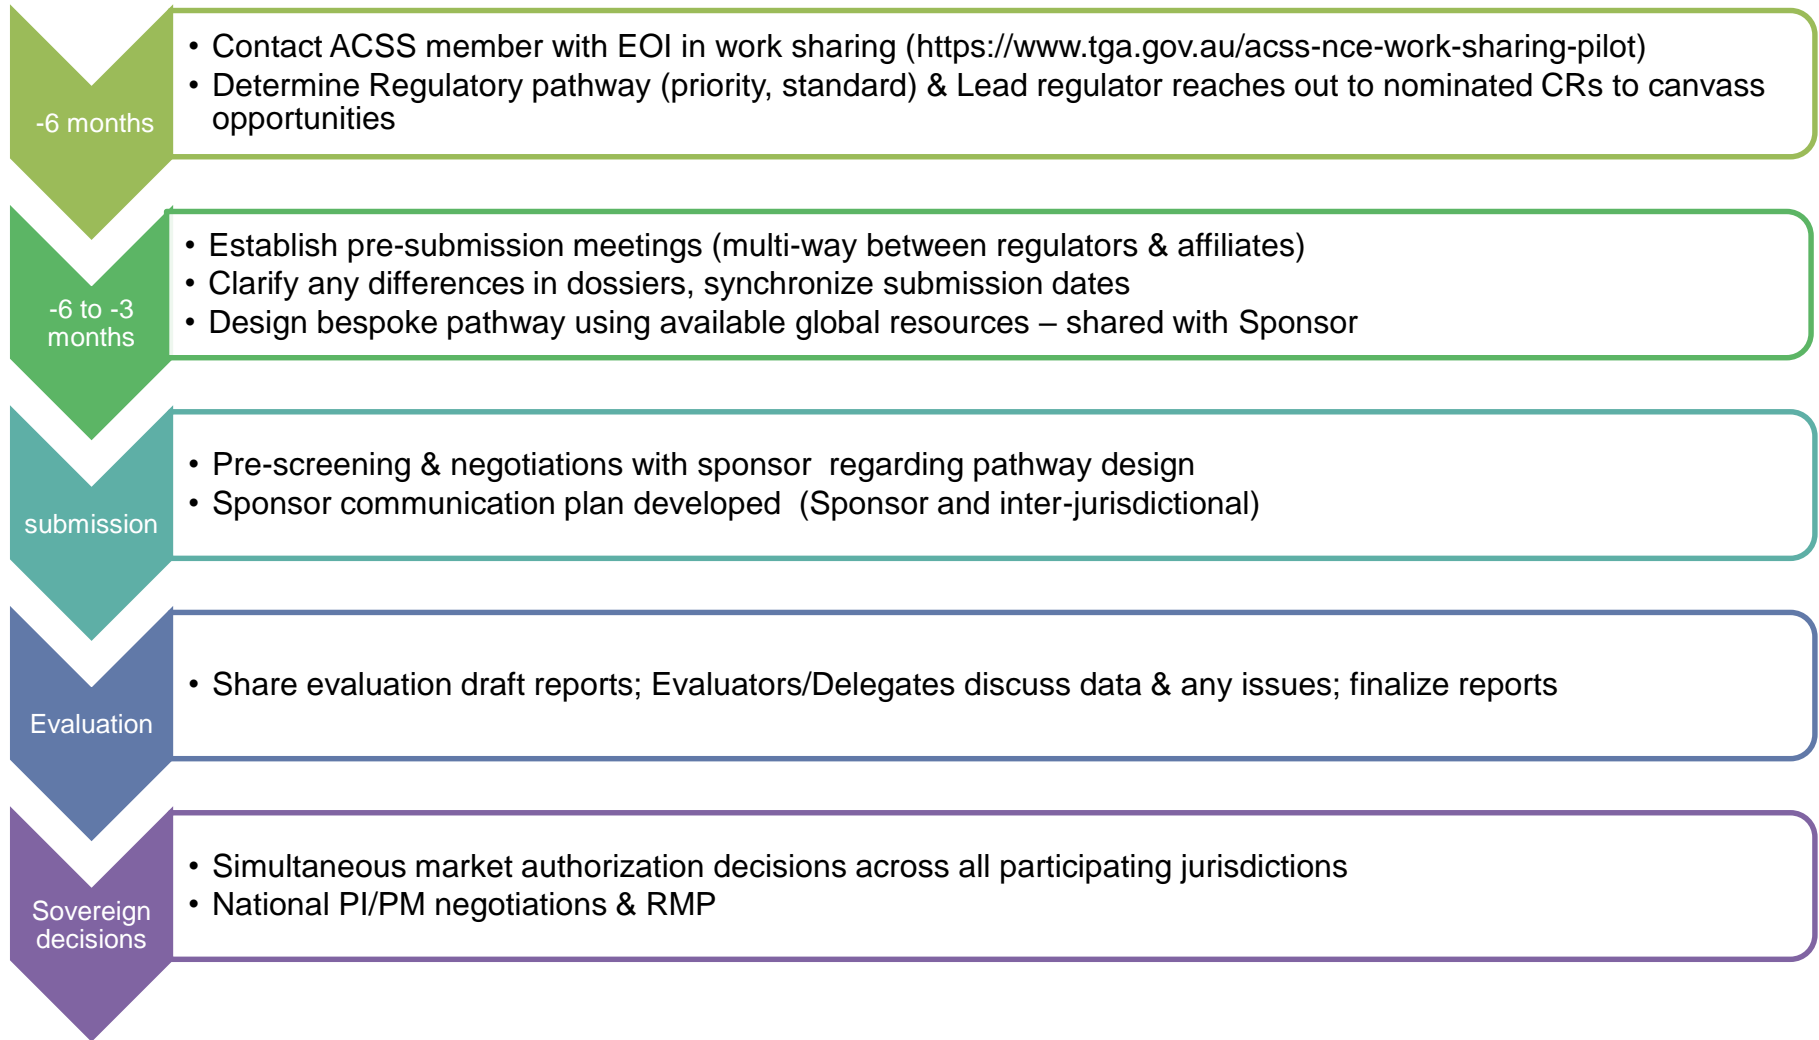 -6 months
• Contact ACSS member with EOI in work sharing (https://www.tga.gov.au/acss-nce-work-sharing-pilot)
• Determine Regulatory pathway (priority, standard) & Lead regulator reaches out to nominated CRs to canvass
opportunities
-6 to -3
months
• Establish pre-submission meetings (multi-way between regulators & affiliates)
• Clarify any differences in dossiers, synchronize submission dates
• Design bespoke pathway using available global resources – shared with Sponsor
submission
• Pre-screening & negotiations with sponsor  regarding pathway design
• Sponsor communication plan developed  (Sponsor and inter-jurisdictional)
Evaluation
• Share evaluation draft reports; Evaluators/Delegates discuss data & any issues; finalize reports
Sovereign
decisions
• Simultaneous market authorization decisions across all participating jurisdictions
• National PI/PM negotiations & RMP